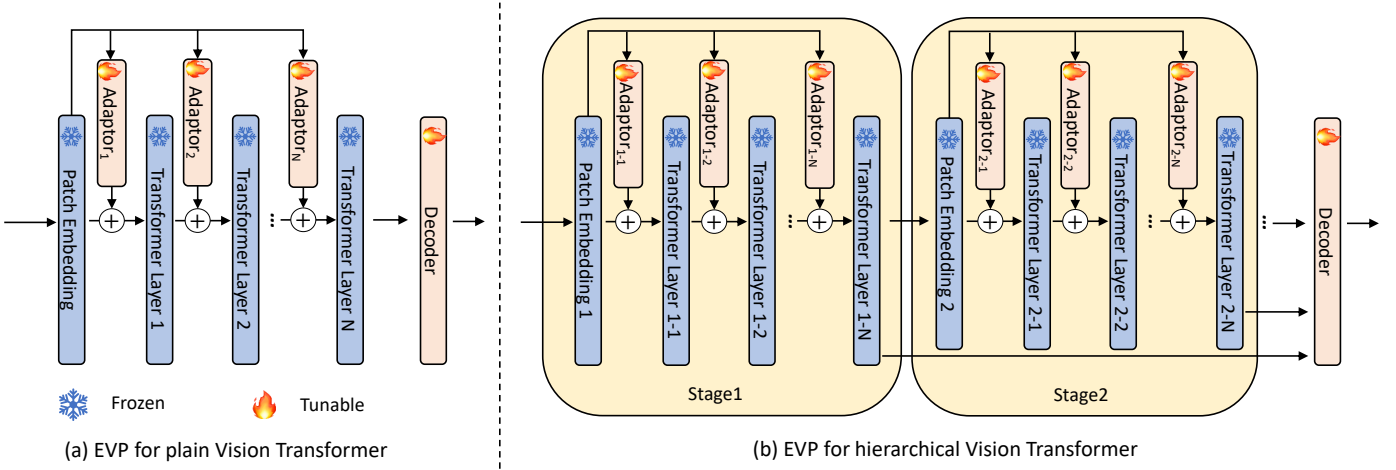 Patch Embedding
Adaptor1
Transformer Layer 1
Adaptor2
Transformer Layer 2
...
AdaptorN
Transformer Layer N
Decoder
Frozen
Tunable
(a) EVP for plain Vision Transformer
Patch Embedding 1
Adaptor1-1
Transformer Layer 1-1
Adaptor1-2
Transformer Layer 1-2
...
Adaptor1-N
Transformer Layer 1-N
Stage1
Patch Embedding 2
Adaptor2-1
Transformer Layer 2-1
Adaptor2-2
Transformer Layer 2-2
...
Adaptor2-N
Transformer Layer 2-N
Stage2
...
Decoder
(b) EVP for hierarchical Vision Transformer